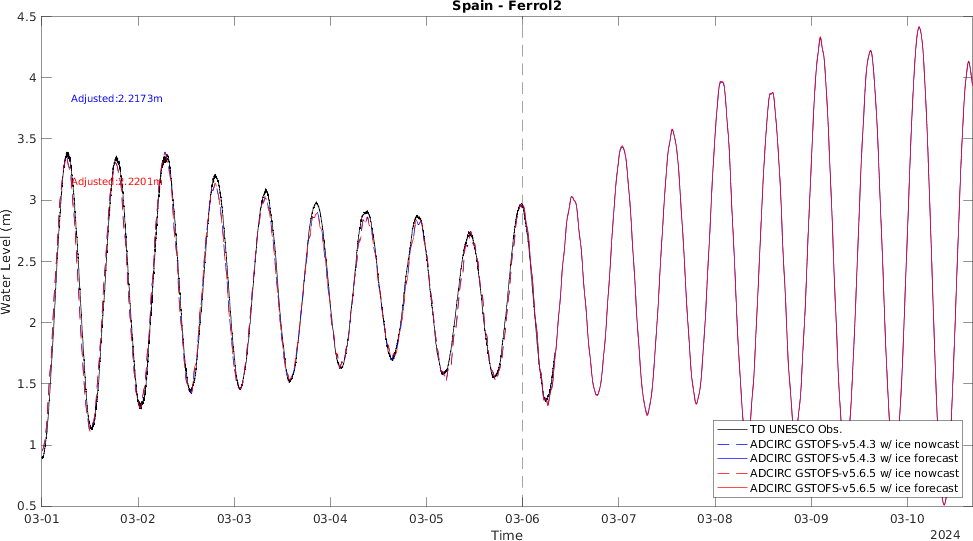 Spain - Ferrol2
4.5
4
3.5
3
2.5
2
1.5
1
0.5
Water Level (m)
Adjusted:2.2173m
Adjusted:2.2201m
TD UNESCO Obs.
ADCIRC GSTOFS-v5.4.3 w/ ice nowcast
ADCIRC GSTOFS-v5.4.3 w/ ice forecast
ADCIRC GSTOFS-v5.6.5 w/ ice nowcast
ADCIRC GSTOFS-v5.6.5 w/ ice forecast
03-01 03-02 03-03 03-04 03-05 03-06 03-07 03-08 03-09 03-10
Time
2024